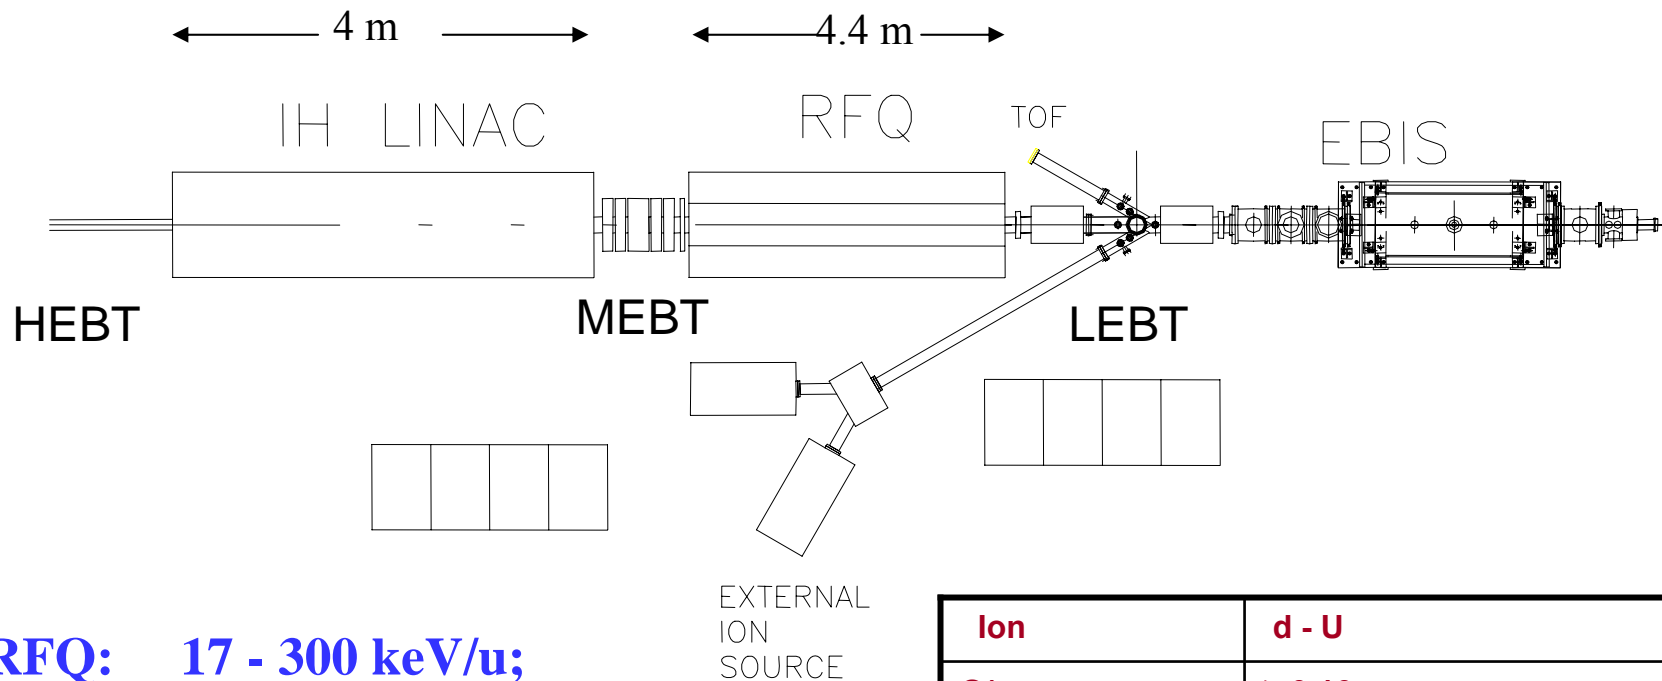 4 m
4.4 m
IH LINAC
RFQ
TOF
EBIS
HEBT
MEBT
LEBT
EXTERNAL
ION
SOURCE
RFQ: 17 - 300 keV/u;
Ion
d - U